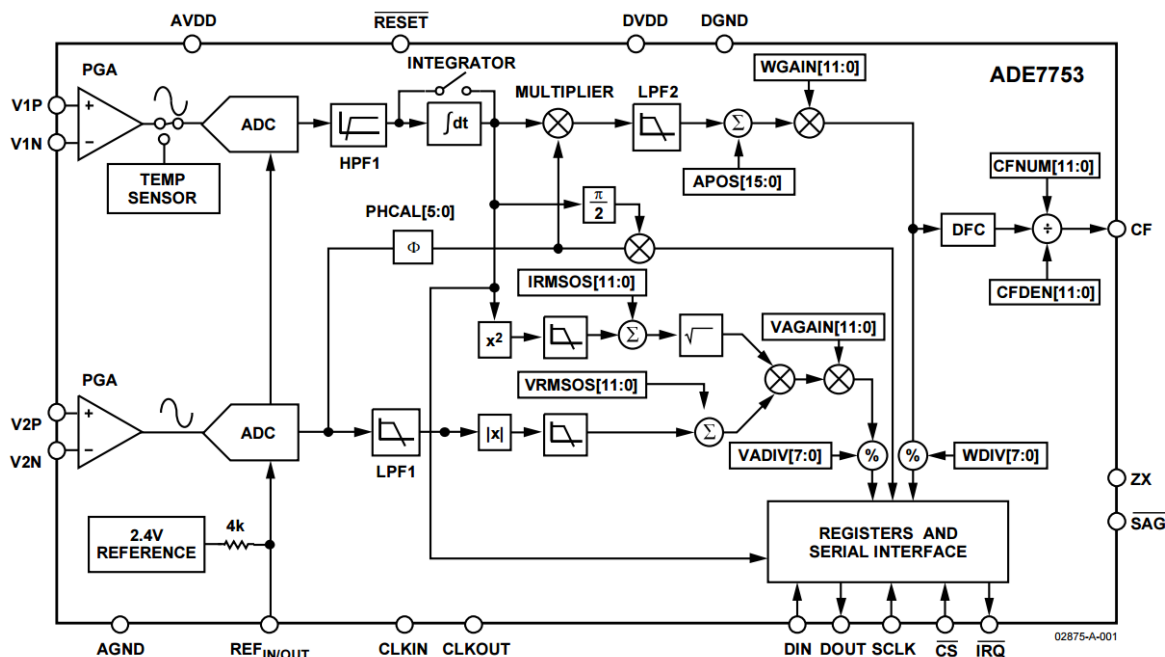 AVDD
RESET
DVDD
DGND
PGA
INTEGRATOR
WGAIN[11:0]
ADE7753
MULTIPLIER
LPF2
V1P
+
ADC
∫dt
Σ
V1N
−
HPF1
TEMP
SENSOR
APOS[15:0]
CFNUM[11:0]
PHCAL[5:0]
π
2
DFC
÷
CF
Φ
IRMSOS[11:0]
CFDEN[11:0]
x2
Σ
√
VAGAIN[11:0]
PGA
VRMSOS[11:0]
V2P
+
ADC
|x|
Σ
V2N
−
LPF1
VADIV[7:0]
%
%
WDIV[7:0]
ZX
4k
2.4V
REFERENCE
REGISTERS AND
SERIAL INTERFACE
SAG
AGND
REFIN/OUT
CLKIN
CLKOUT
DIN
DOUT
SCLK
CS
IRQ
02875-A-001